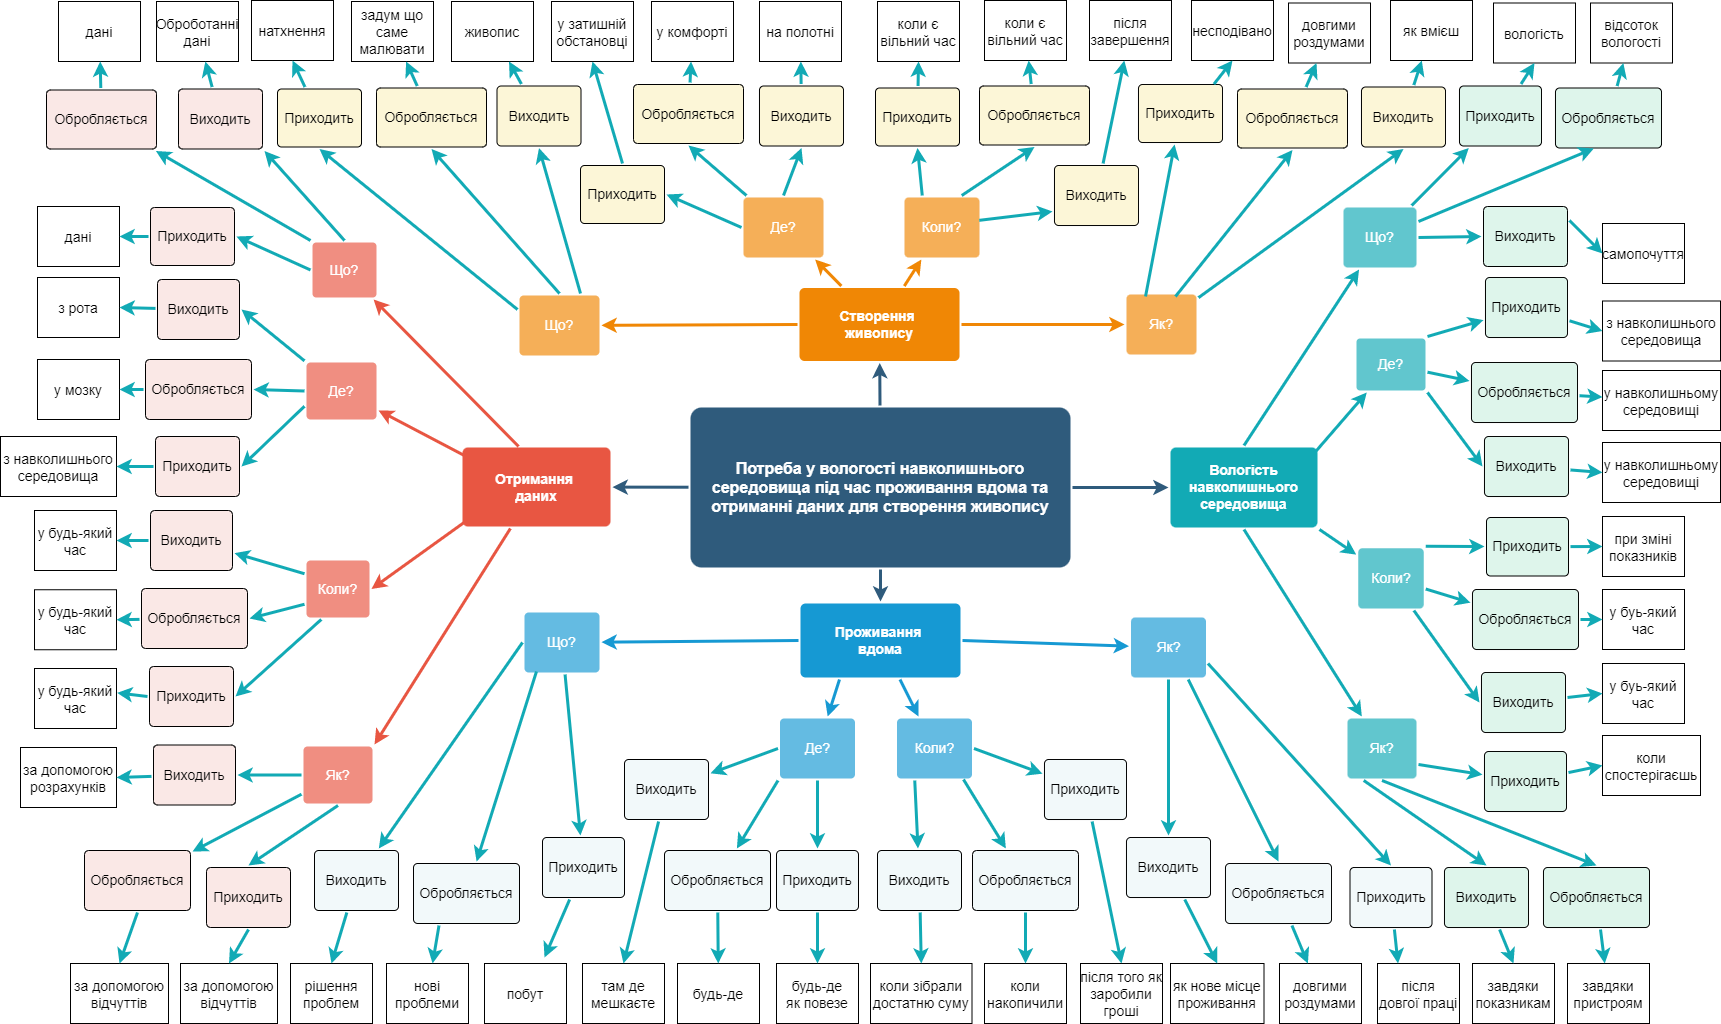 дані
Оброботанні
дані
натхнення
задум що
саме
малювати
живопис
у затишній
обстановці
у комфорті
на полотні
коли є
вільний час
коли є
вільний час
після
завершення
несподівано
довгими
роздумами
як вмієш
вологість
відсоток
вологості
Обробляється
Виходить
Приходить
Обробляється
Виходить
Обробляється
Виходить
Приходить
Обробляється
Приходить
Обробляється
Виходить
Приходить
Обробляється
Приходить
Виходить
дані
Приходить
Що?
Де?
Коли?
Що?
Виходить
самопочуття
з рота
Виходить
Що?
Створення
живопису
Як?
Приходить
з навколишнього
середовища
Де?
у мозку
Обробляється
Де?
Обробляється
у навколишньому
середовищі
з навколишнього
середовища
Приходить
Виходить
у навколишньому
середовищі
Отримання
даних
Потреба у вологості навколишнього
середовища під час проживання вдома та
отриманні даних для створення живопису
Вологість
навколишнього
середовища
у будь-який
час
Виходить
Приходить
при зміні
показників
Коли?
Коли?
у будь-який
час
Обробляється
Обробляється
у буь-який
час
Що?
Проживання
вдома
Як?
у будь-який
час
Приходить
Виходить
у буь-який
час
Де?
Коли?
Як?
за допомогою
розрахунків
Виходить
Як?
Виходить
Приходить
Приходить
коли
спостерігаєшь
Обробляється
Приходить
Виходить
Обробляється
Приходить
Обробляється
Приходить
Виходить
Обробляється
Виходить
Обробляється
Приходить
Виходить
Обробляється
за допомогою
відчуттів
за допомогою
відчуттів
рішення
проблем
нові
проблеми
побут
там де
мешкаєте
будь-де
будь-де
як повезе
коли зібрали
достатню суму
коли
накопичили
після того як
заробили
гроші
як нове місце
проживання
довгими
роздумами
після
довгої праці
завдяки
показникам
завдяки
пристроям